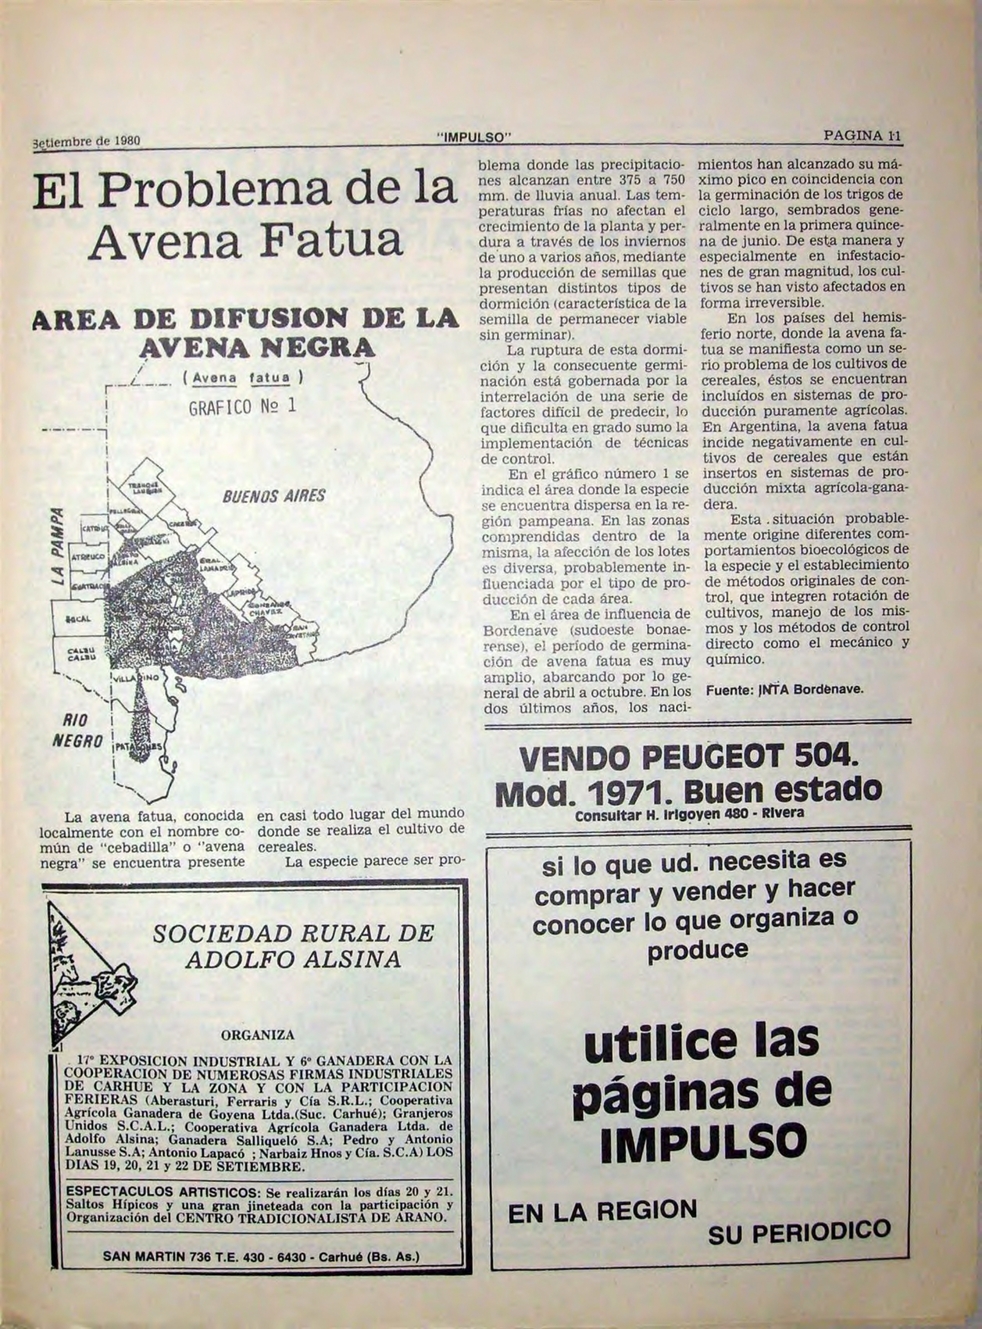 Setiembre de 1980
"IMPULSO"
PAGINA 11
El Problema de la
Avena Fatua
AREA DE DIFUSION DE LA
AVENA NEGRA
( Avena fatua )
GRAFICO Nº 1
BUENOS AIRES
LA PAMPA
TRENQUE
LAUQUEN
PELLEGRINI
CATRILO
ATREUCO
GUATRACHE
HUCAL
CALEU
CALEU
GRAL
LAMADRID
LAPRIDA
GONZALES
CHAVEZ
VILLARINO
RIO
NEGRO
PATAGONES
La avena fatua, conocida
localmente con el nombre co-
mún de "cebadilla" o "avena
negra" se encuentra presente
en casi todo lugar del mundo
donde se realiza el cultivo de
cereales.
La especie parece ser pro-
blema donde las precipitacio-
nes alcanzan entre 375 a 750
mm. de lluvia anual. Las tem-
peraturas frías no afectan el
crecimiento de la planta y per-
dura a través de los inviernos
de uno a varios años, mediante
la producción de semillas que
presentan distintos tipos de
dormición (característica de la
semilla de permanecer viable
sin germinar).
La ruptura de esta dormi-
ción y la consecuente germi-
nación está gobernada por la
interrelación de una serie de
factores difícil de predecir, lo
que dificulta en grado sumo la
implementación de técnicas
de control.
En el gráfico número 1 se
indica el área donde la especie
se encuentra dispersa en la re-
gión pampeana. En las zonas
comprendidas dentro de la
misma, la afección de los lotes
es diversa, probablemente in-
fluenciada por el tipo de pro-
ducción de cada área.
En el área de influencia de
Bordenave (sudoeste bonae-
rense), el período de germina-
ción de avena fatua es muy
amplio, abarcando por lo ge-
neral de abril a octubre. En los
dos últimos años, los naci-
mientos han alcanzado su má-
ximo pico en coincidencia con
la germinación de los trigos de
ciclo largo, sembrados gene-
ralmente en la primera quince-
na de junio. De esta manera y
especialmente en infestacio-
nes de gran magnitud, los cul-
tivos se han visto afectados en
forma irreversible.
En los países del hemis-
ferio norte, donde la avena fa-
tua se manifiesta como un se-
rio problema de los cultivos de
cereales, éstos se encuentran
incluídos en sistemas de pro-
ducción puramente agrícolas.
En Argentina, la avena fatua
incide negativamente en cul-
tivos de cereales que están
insertos en sistemas de pro-
ducción mixta agrícola-gana-
dera.
Esta situación probable-
mente origine diferentes com-
portamientos bioecológicos de
la especie y el establecimiento
de métodos originales de con-
trol, que integren rotación de
cultivos, manejo de los mis-
mos y los métodos de control
directo como el mecánico y
químico.
Fuente: INTA Bordenave.
VENDO PEUGEOT 504.
Mod. 1971. Buen estado
Consultar H. Irigoyen 480 - Rivera
SOCIEDAD RURAL DE
ADOLFO ALSINA
ORGANIZA
17º EXPOSICION INDUSTRIAL Y 6º GANADERA CON LA
COOPERACION DE NUMEROSAS FIRMAS INDUSTRIALES
DE CARHUE Y LA ZONA Y CON LA PARTICIPACION
FERIERAS (Aberasturi, Ferraris y Cía S.R.L.; Cooperativa
Agrícola Ganadera de Goyena Ltda.(Suc. Carhué); Granjeros
Unidos S.C.A.L.; Cooperativa Agrícola Ganadera Ltda. de
Adolfo Alsina; Ganadera Salliqueló S.A; Pedro y Antonio
Lanusse S.A; Antonio Lapacó ; Narbaiz Hnos y Cía. S.C.A) LOS
DIAS 19, 20, 21 y 22 DE SETIEMBRE.
ESPECTACULOS ARTISTICOS: Se realizarán los días 20 y 21.
Saltos Hípicos y una gran jineteada con la participación y
Organización del CENTRO TRADICIONALISTA DE ARANO.
SAN MARTIN 736 T.E. 430 - 6430 - Carhué (Bs. As.)
si lo que ud. necesita es
comprar y vender y hacer
conocer lo que organiza o
produce
utilice las
páginas de
IMPULSO
EN LA REGION
SU PERIODICO